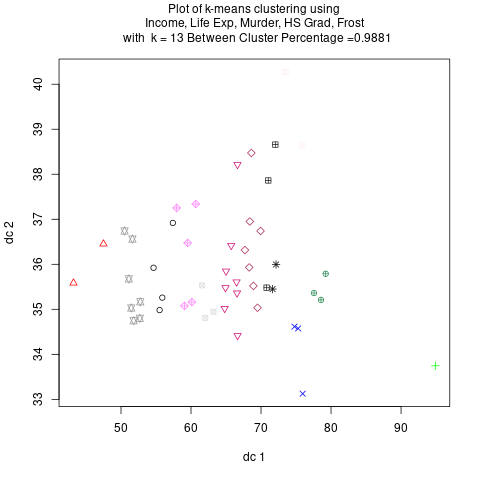 Plot of k-means clustering using
Income, Life Exp, Murder, HS Grad, Frost
with k = 13 Between Cluster Percentage =0.9881
40
39
38
37
36
35
34
33
dc 2
50 60 70 80 90
dc 1